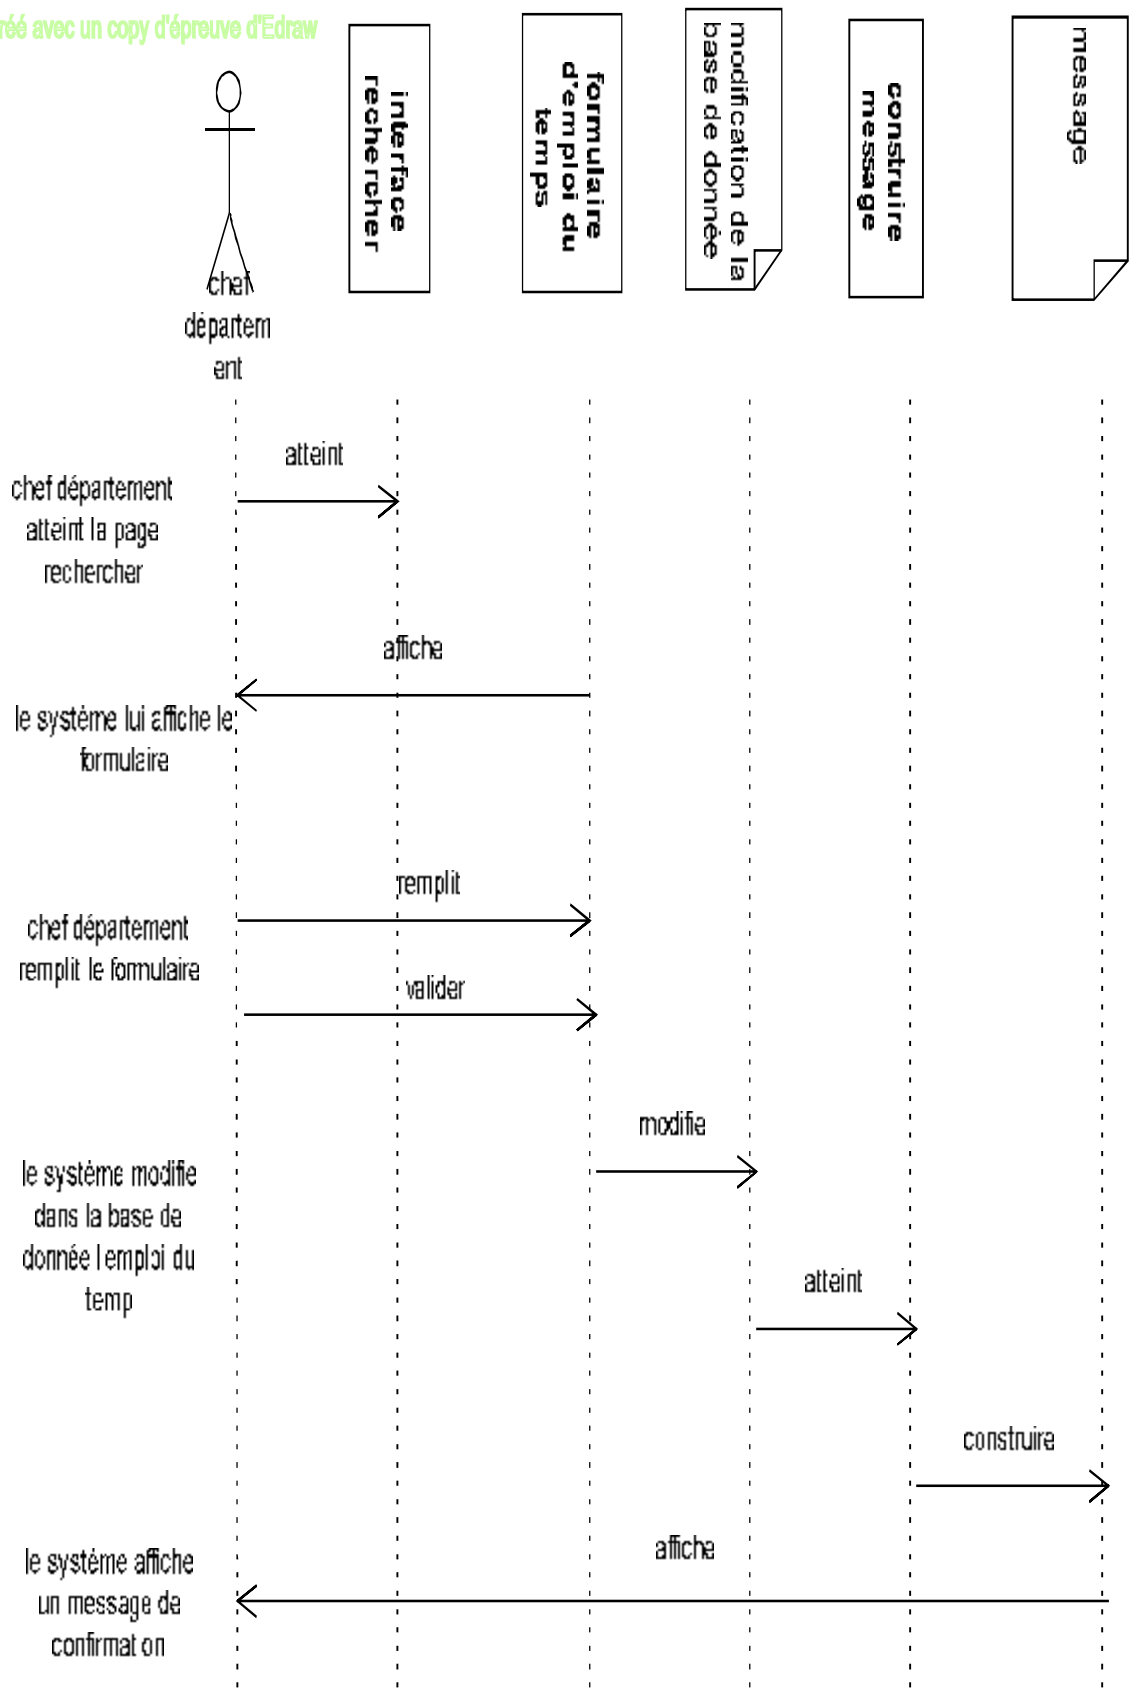 réé avec un copy d'épreuve d'Edraw
interface
rechercher
formulaire
d'emploi du
temps
modification de la
base de donnée
construire
message
message
chef
départem
ent
atteint
chef département
atteint la page
rechercher
affiche
le système lui affiche le
formulaire
remplit
chef département
remplit le formulaire
valider
modifie
le système modifie
dans la base de
donnée l emploi du
temp
atteint
construire
affiche
le système affiche
un message de
confirmation